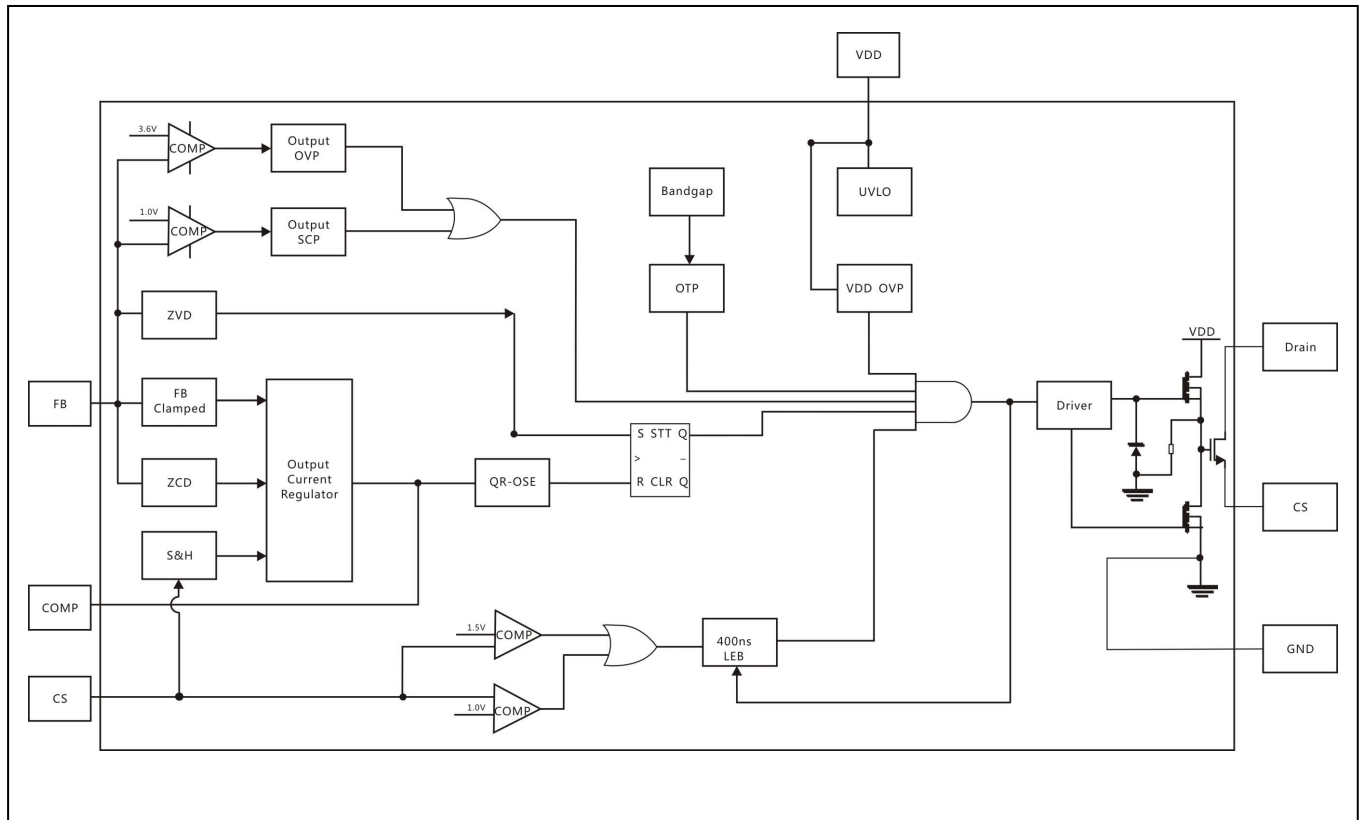 VDD
3.6V
COMP
Output
OVP
1.0V
COMP
Output
SCP
Bandgap
UVLO
OTP
VDD OVP
ZVD
VDD
Drain
FB
FB
Clamped
Output
Current
Regulator
Driver
S STT Q
>
–
R CLR Q
ZCD
QR-OSE
CS
S&H
COMP
1.5V
COMP
400ns
LEB
GND
CS
1.0V
COMP